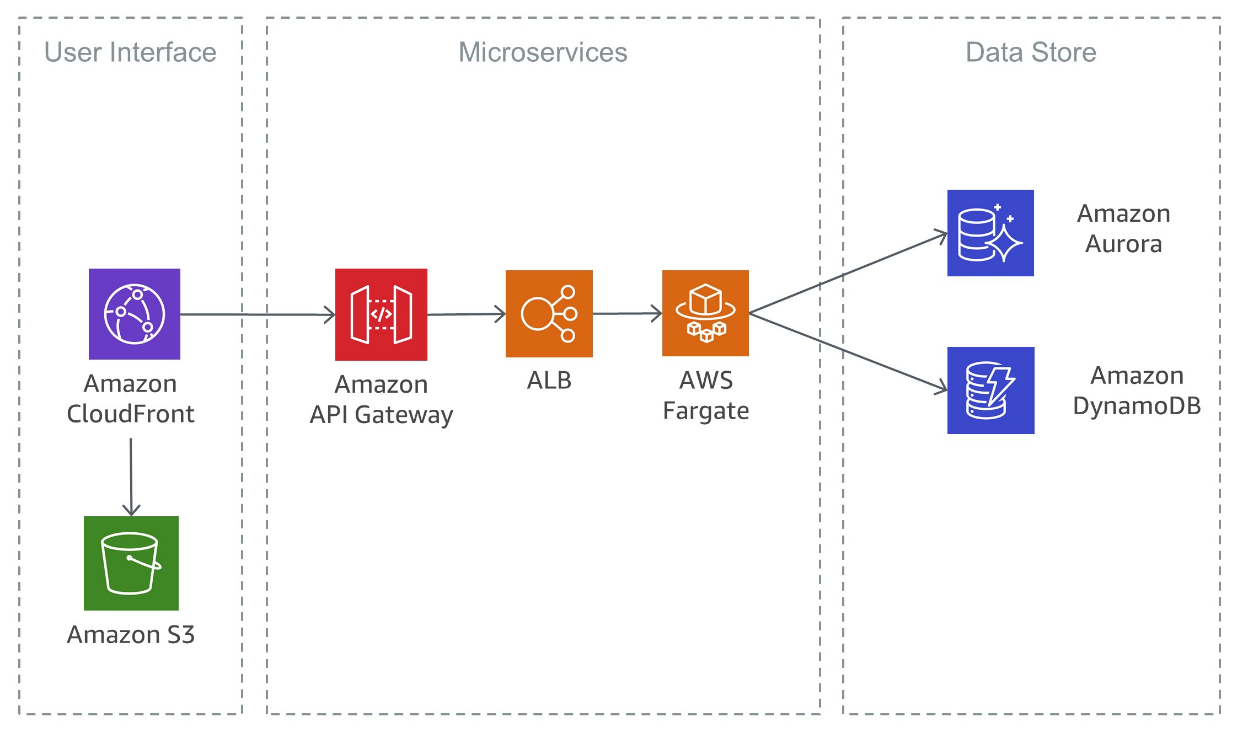 User Interface
Microservices
Data Store
Amazon
CloudFront
Amazon S3
Amazon
API Gateway
</>
ALB
AWS
Fargate
Amazon
Aurora
Amazon
DynamoDB